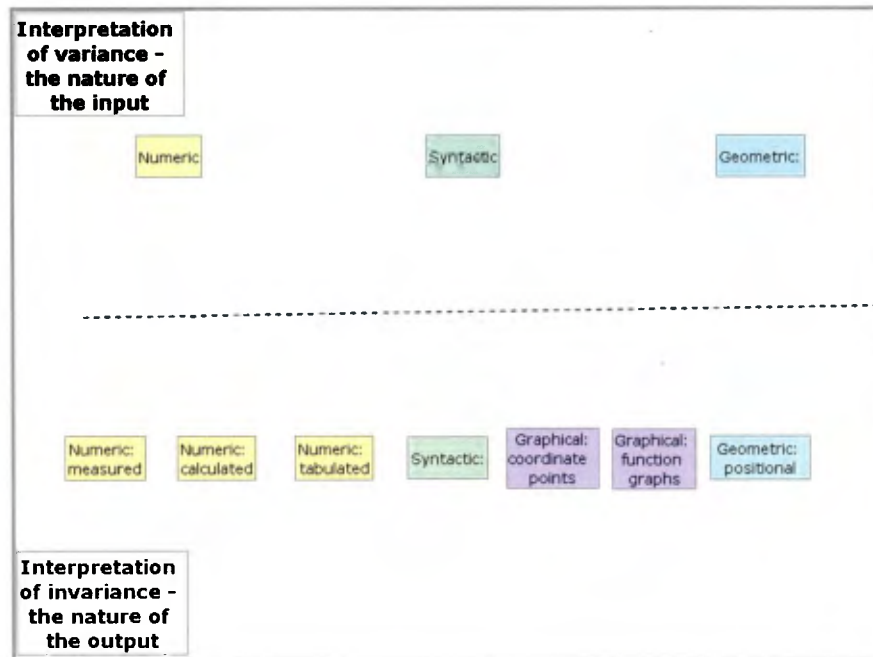 Interpretation
of variance -
the nature of
the input
Numeric
Syntactic
Geometric:
Numeric:
measured
Numeric:
calculated
Numeric:
tabulated
Syntactic:
Graphical:
coordinate
points
Graphical:
function
graphs
Geometric:
positional
Interpretation
of invariance -
the nature of
the output